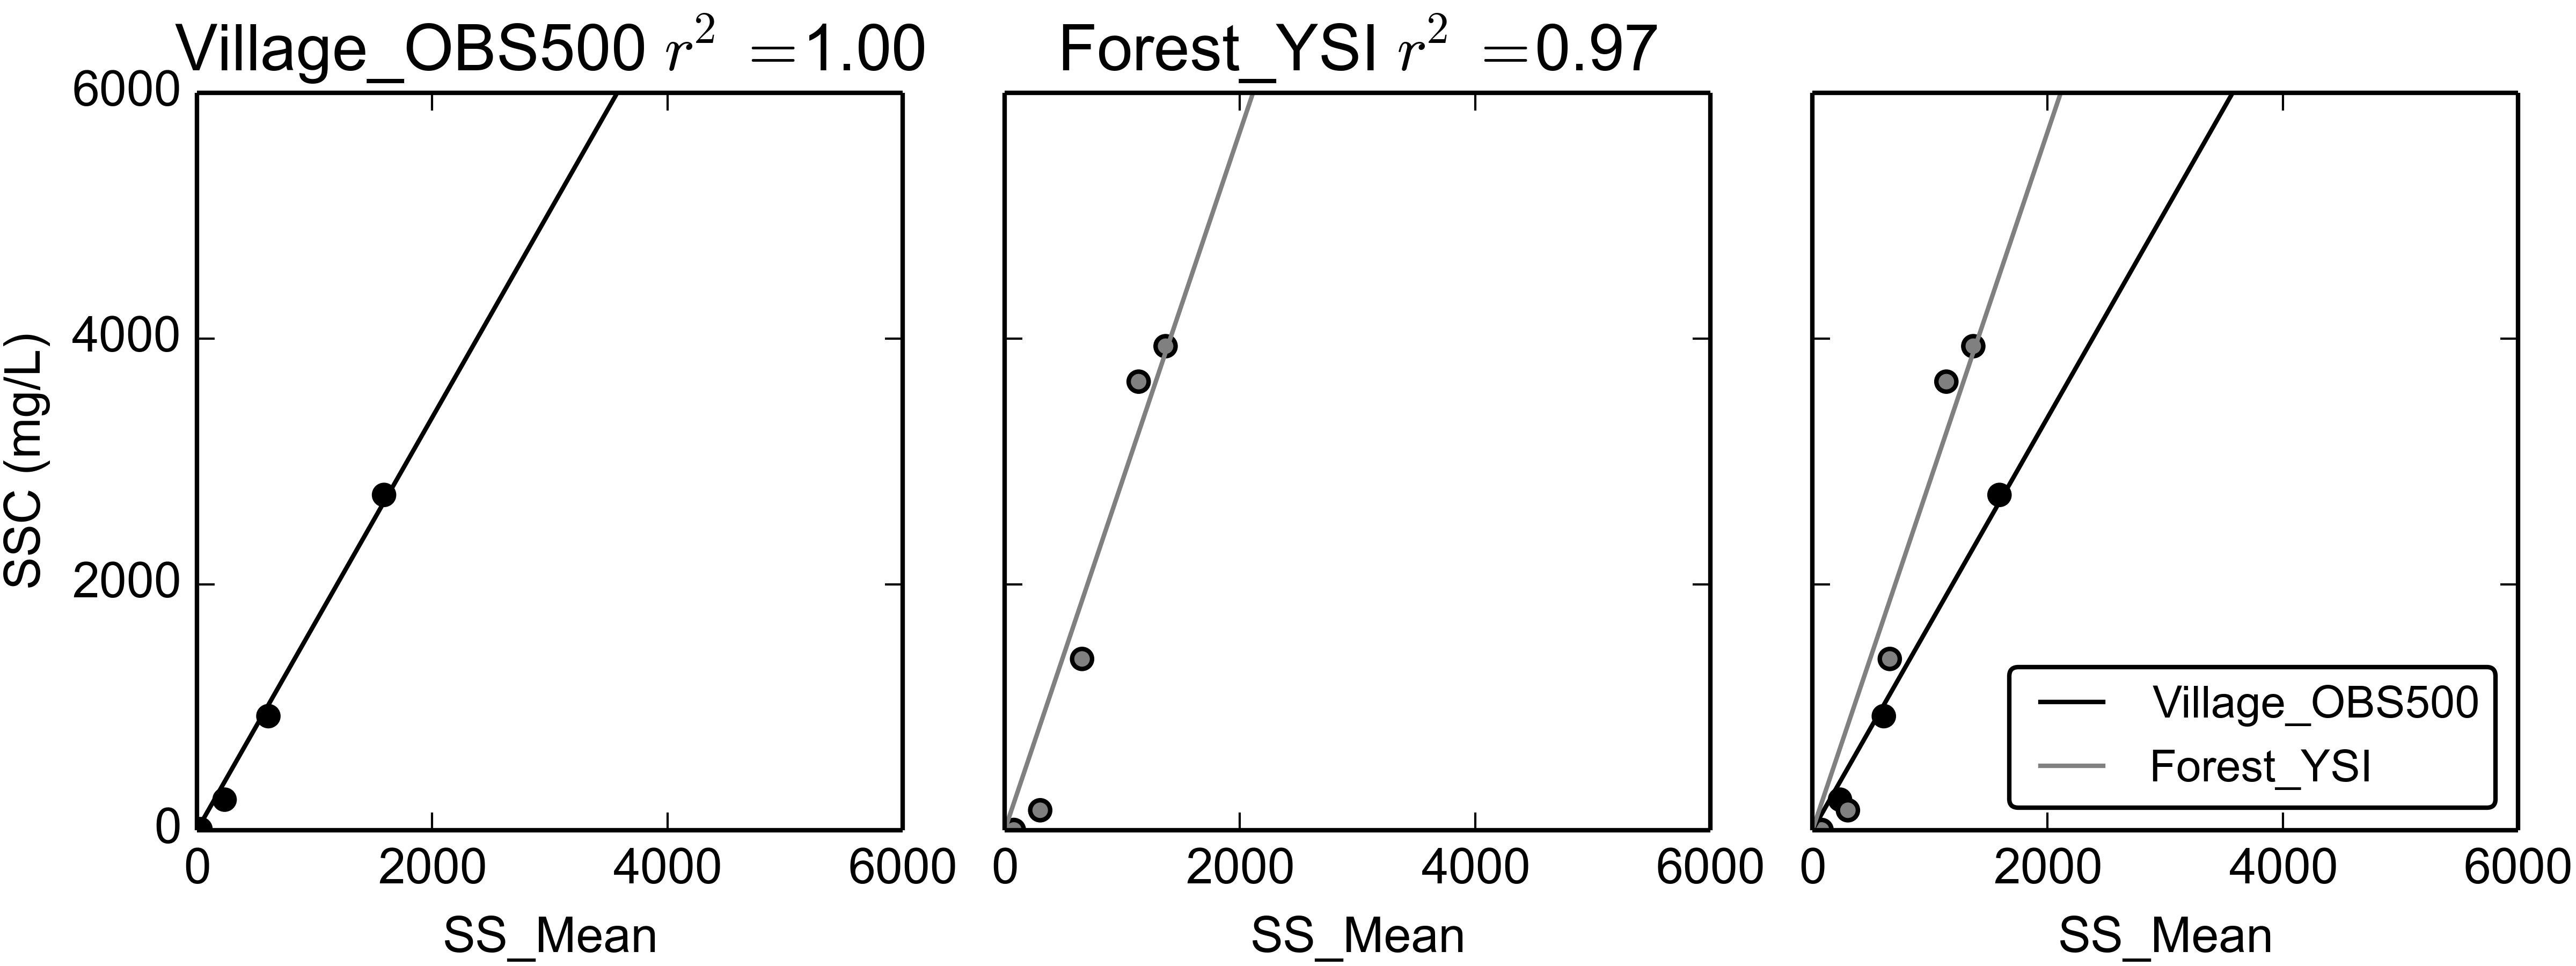 Village_OBS500 r² =1.00
Forest_YSI r² =0.97
SSC (mg/L)
6000
4000
2000
0
0 2000 4000 6000
0 2000 4000 6000
0 2000 4000 6000
SS_Mean
SS_Mean
SS_Mean
Village_OBS500
Forest_YSI